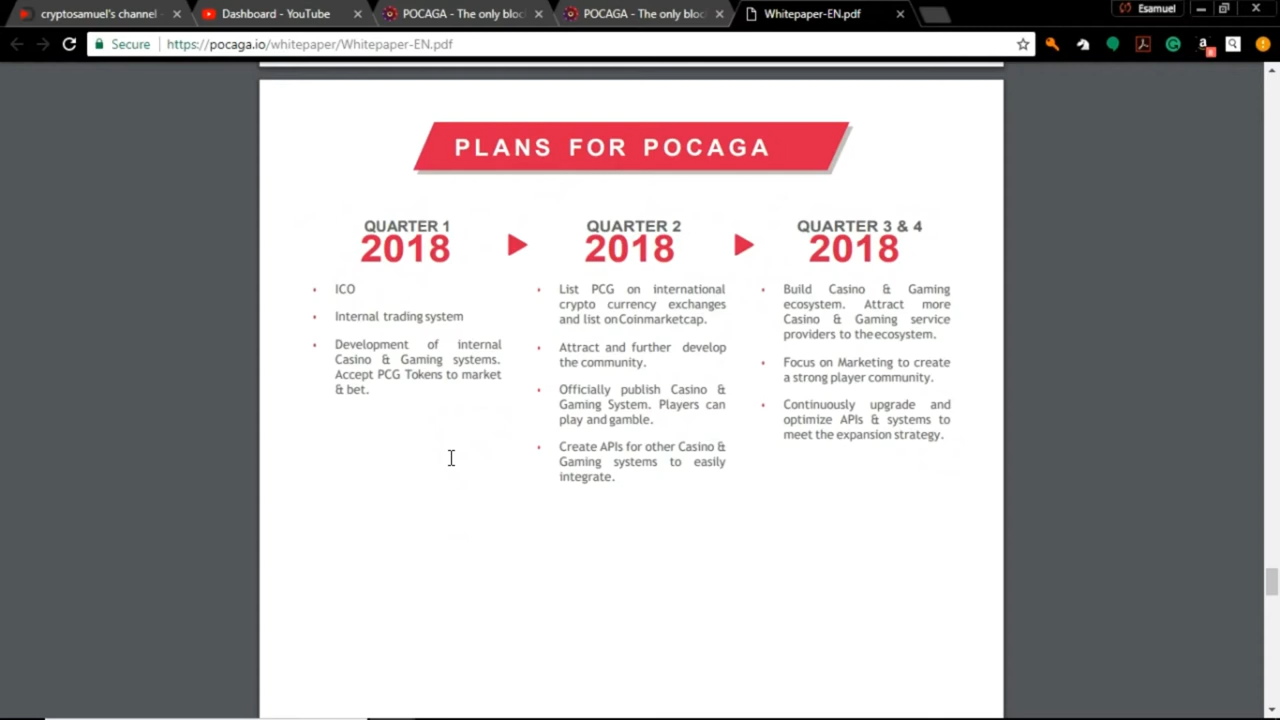 cryptosamuel's channel -
Dashboard - YouTube
POCAGA - The only bloc
POCAGA - The only bloc
Whitepaper-EN.pdf
Esamuel
Secure
https://pocaga.io/whitepaper/Whitepaper-EN.pdf
PLANS FOR POCAGA
QUARTER 1
2018
ICO
Internal trading system
Development of internal
Casino & Gaming systems.
Accept PCG Tokens to market
& bet.
QUARTER 2
2018
List PCG on international
crypto currency exchanges
and list on Coinmarketcap.
Attract and further develop
the community.
Officially publish Casino &
Gaming System. Players can
play and gamble.
Create APIs for other Casino &
Gaming systems to easily
integrate.
QUARTER 3 & 4
2018
Build Casino & Gaming
ecosystem. Attract more
Casino & Gaming service
providers to the ecosystem.
Focus on Marketing to create
a strong player community.
Continuously upgrade and
optimize APIs & systems to
meet the expansion strategy.